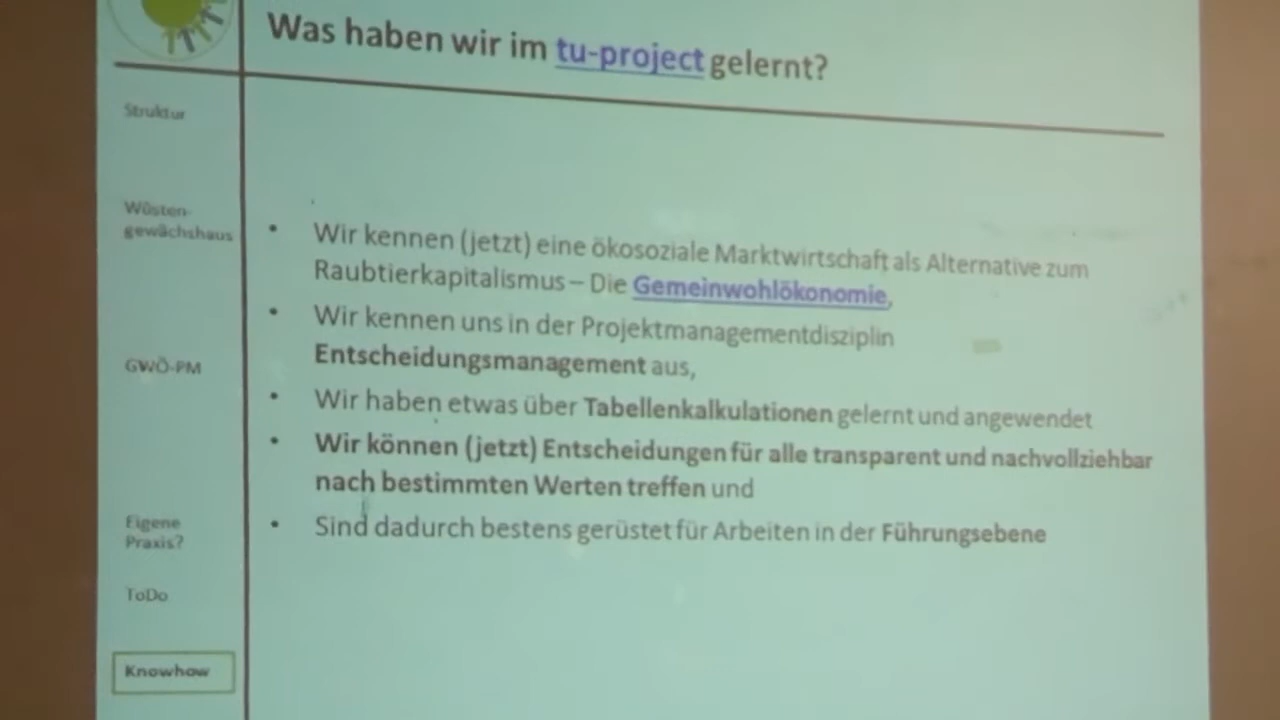 Was haben wir im tu-project gelernt?
Struktur
Wüsten-
gewächshaus
GWÖ-PM
Eigene
Praxis?
ToDo
Knowhow
• Wir kennen (jetzt) eine ökosoziale Marktwirtschaft als Alternative zum
Raubtierkapitalismus – Die Gemeinwohlökonomie,
• Wir kennen uns in der Projektmanagementdisziplin
Entscheidungsmanagement aus,
• Wir haben etwas über Tabellenkalkulationen gelernt und angewendet
• Wir können (jetzt) Entscheidungen für alle transparent und nachvollziehbar
nach bestimmten Werten treffen und
• Sind dadurch bestens gerüstet für Arbeiten in der Führungsebene